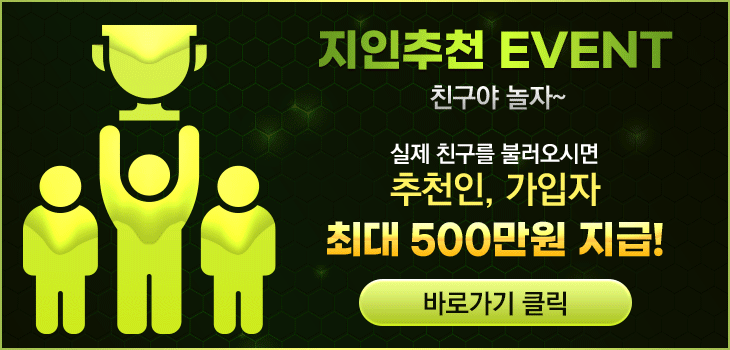 지인추천 EVENT
친구야 놀자~
실제 친구를 불러오시면
추천인, 가입자
최대 500만원 지급!
바로가기 클릭